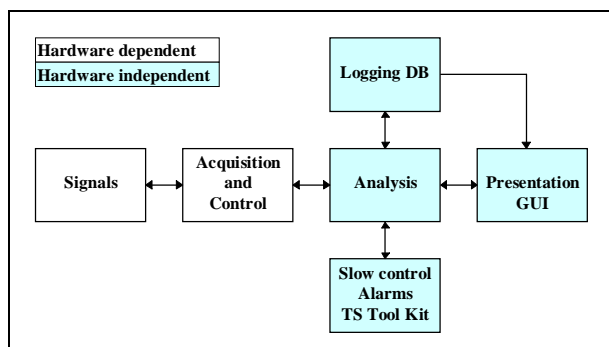 Hardware dependent
Hardware independent
Logging DB
Signals
Acquisition
and
Control
Analysis
Presentation
GUI
Slow control
Alarms
TS Tool Kit